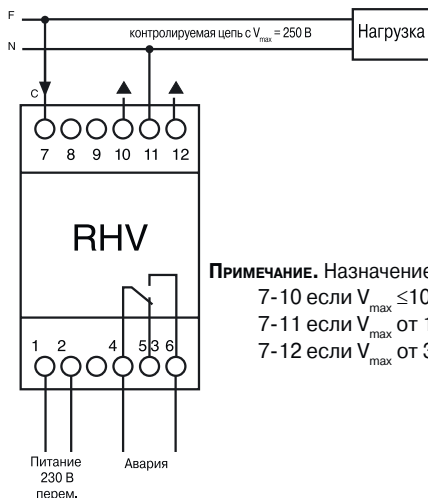 F
контролируемая цепь с Vmax = 250 В
Нагрузка
N
C
7 8 9 10 11 12
RHV
ПРИМЕЧАНИЕ. Назначение
7-10 если Vmax ≤10
7-11 если Vmax от 1
7-12 если Vmax от 3
1 2 4 5 3 6
Питание
230 В
перем.
Авария